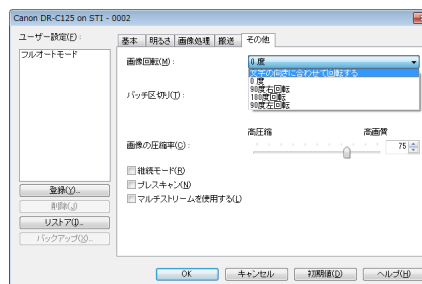 Canon DR-C125 on STI - 0002
ユーザー設定(F):
フルオートモード
登録(Y)...
削除(J)
リストア(I)...
バックアップ(X)...
基本 明るさ 画像処理 搬送 その他
画像回転(M):
0 度
文字の向きに合わせて回転する
0 度
90度右回転
180度回転
90度左回転
バッチ区切り(T):
高圧縮 高画質
画像の圧縮率(C):
75
継続モード(R)
プレスキャン(N)
マルチストリームを使用する(L)
OK キャンセル 初期値(D) ヘルプ(H)